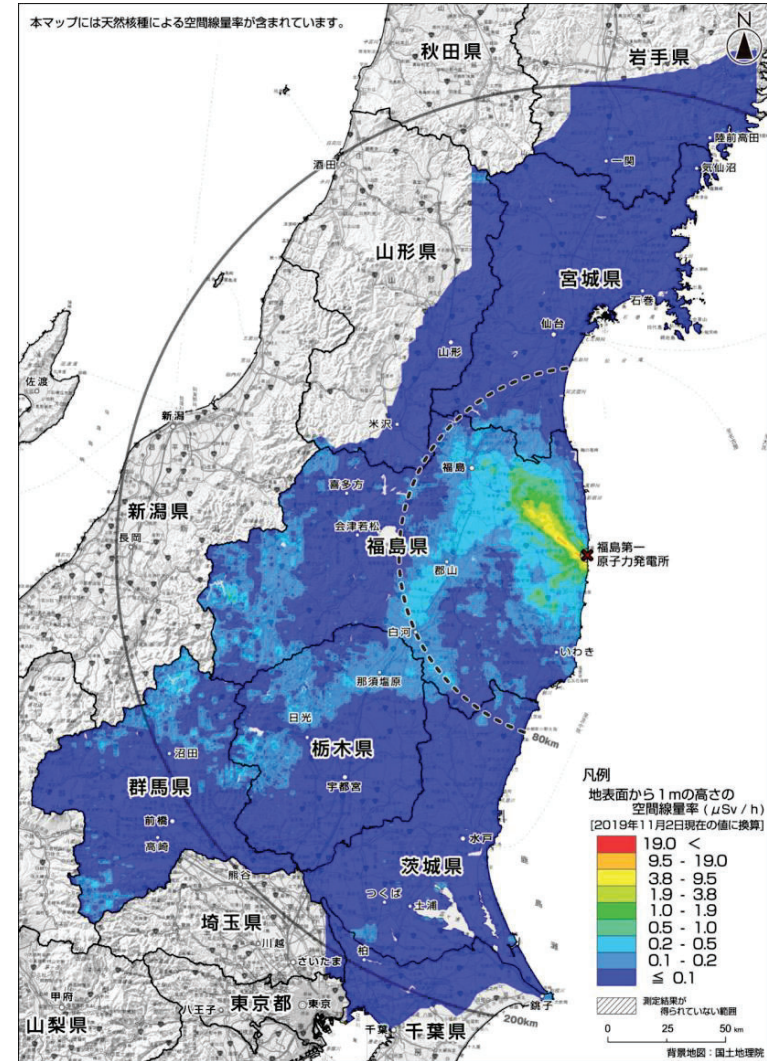 本マップには天然核種による空間線量率が含まれています。
N
秋田県
岩手県
陸前高田
酒田
一関
気仙沼
山形県
宮城県
石巻
仙台
山形
佐渡
新潟
米沢
福島
喜多方
新潟県
会津若松
長岡
福島県
福島第一
原子力発電所
郡山
白河
いわき
那須塩原
日光
80km
沼田
栃木県
群馬県
宇都宮
前橋
高崎
水戸
茨城県
熊谷
つくば
土浦
埼玉県
川越
柏
さいたま
甲府
八王子
東京都
東京
銚子
山梨県
千葉
千葉県
200km
凡例
地表面から1mの高さの
空間線量率 (μSv / h)
[2019年11月2日現在の値に換算]
19.0 <
9.5 - 19.0
3.8 - 9.5
1.9 - 3.8
1.0 - 1.9
0.5 - 1.0
0.2 - 0.5
0.1 - 0.2
≦ 0.1
測定結果が
得られていない範囲
0 25 50 km
背景地図:国土地理院